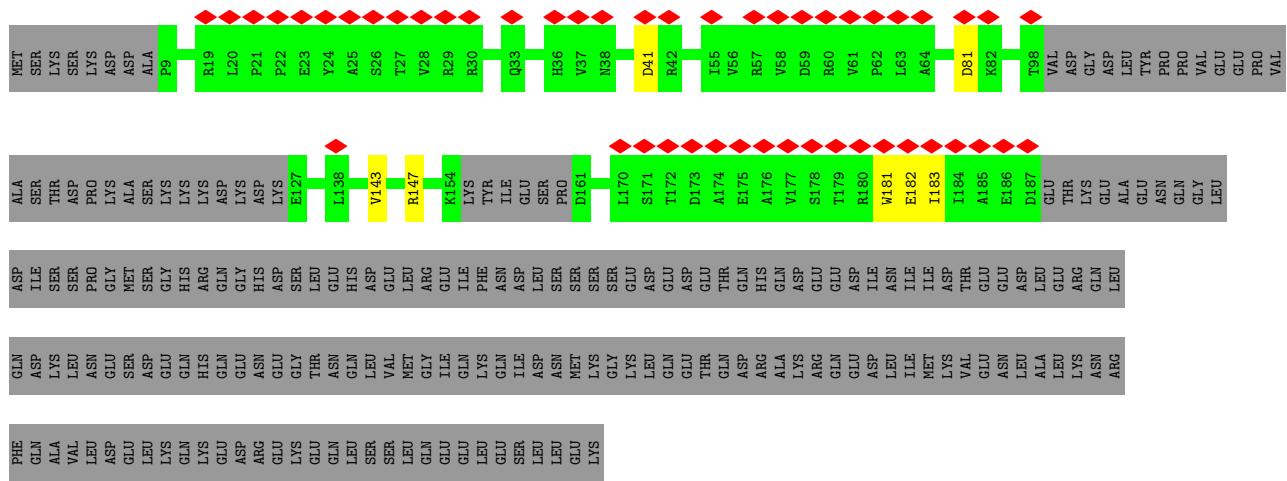 MET SER LYS SER LYS ASP ASP ALA P9 R19 L20 P21 P22 E23 Y24 A25 S26 T27 V28 R29 R30 Q33 H36 V37 N38 D41 R42 I55 V56 R57 V58 D59 R60 V61 P62 L63 A64 D81 K82 T98 VAL ASP GLY ASP LEU TYR PRO PRO VAL GLU GLU PRO VAL
ALA SER THR ASP PRO LYS ALA SER LYS LYS LYS ASP LYS ASP LYS E127 L138 V143 R147 K154 LYS TYR ILE GLU SER PRO D161 L170 S171 T172 D173 A174 E175 A176 V177 S178 T179 R180 W181 E182 I183 I184 A185 E186 D187 GLU THR LYS GLU ALA GLU ASN GLN GLY LEU
ASP ILE SER SER PRO GLY MET SER GLY HIS ARG GLN GLY HIS ASP SER LEU GLU HIS ASP GLU LEU ARG GLU ILE PHE ASN ASP LEU SER SER SER SER GLU ASP GLU ASP GLU THR GLN HIS GLN ASP GLU GLU ASP ILE ASN ILE ILE ASP THR GLU GLU ASP LEU GLU ARG GLN LEU
GLN ASP LYS LEU ASN GLU SER ASP GLU GLN HIS GLN GLU ASN GLU GLY THR ASN GLN LEU VAL MET GLY ILE GLN LYS GLN ILE ASP ASN MET LYS GLY LYS LEU GLN GLU THR GLN ASP ARG ALA LYS ARG GLN GLU ASP LEU ILE MET LYS VAL GLU ASN LEU ALA LEU LYS ASN ARG
PHE GLN ALA VAL LEU ASP GLU LEU LYS GLN LYS GLU ASP ARG GLU LYS GLU GLN LEU SER SER LEU GLN GLU GLU LEU GLU SER LEU LEU GLU LYS